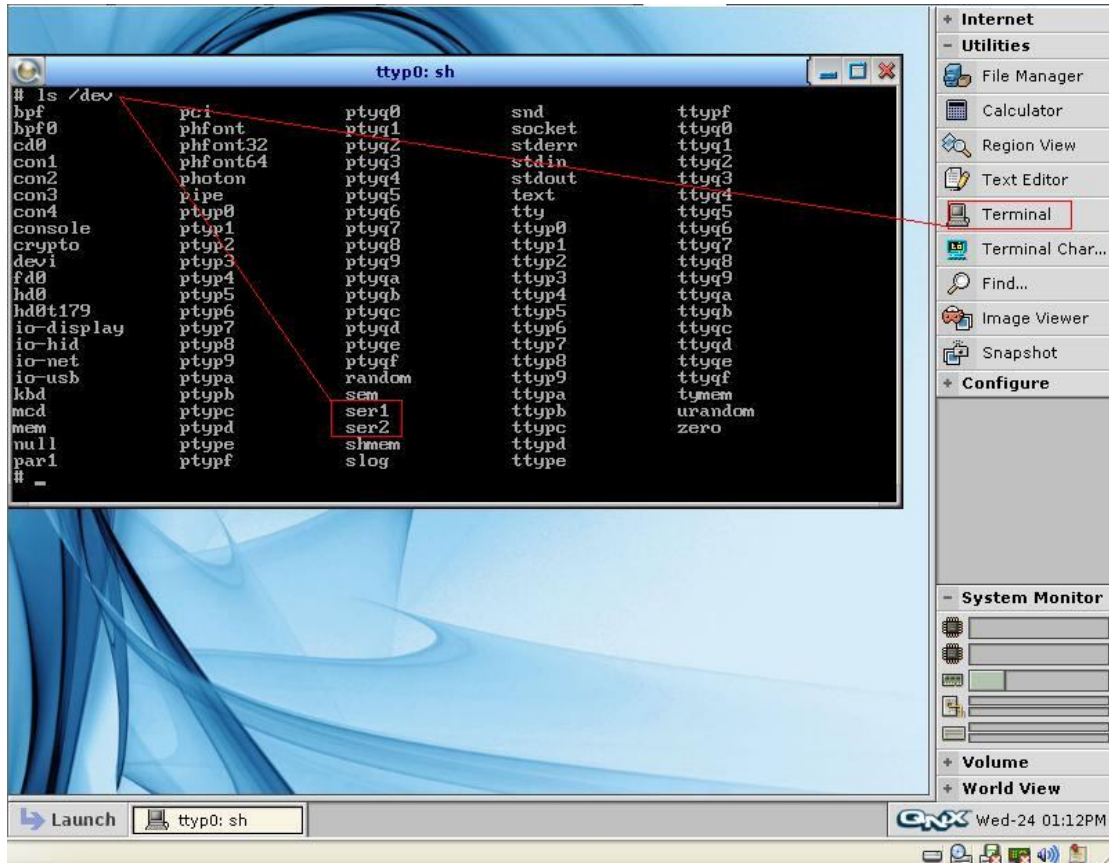 ttyp0: sh
# ls /dev
bpf pci ptyq0 snd ttypf
bpf0 phfont ptyq1 socket ttyq0
cd0 phfont32 ptyq2 stderr ttyq1
con1 phfont64 ptyq3 stdin ttyq2
con2 photon ptyq4 stdout ttyq3
con3 pipe ptyq5 text ttyq4
con4 ptyp0 ptyq6 tty ttyq5
console ptyp1 ptyq7 ttyp0 ttyq6
crypto ptyp2 ptyq8 ttyp1 ttyq7
devi ptyp3 ptyq9 ttyp2 ttyq8
fd0 ptyp4 ptyqa ttyp3 ttyq9
hd0 ptyp5 ptyqb ttyp4 ttyqa
hd0t179 ptyp6 ptyqc ttyp5 ttyqb
io-display ptyp7 ptyqd ttyp6 ttyqc
io-hid ptyp8 ptyqe ttyp7 ttyqd
io-net ptyp9 ptyqf ttyp8 ttyqe
io-usb ptypa random ttyp9 ttyqf
kbd ptypb sem ttypa tymem
mcd ptypc ser1 ttypb urandom
mem ptypd ser2 ttypc zero
null ptype shmem ttypd
par1 ptypf slog ttype
# _
+ Internet
- Utilities
File Manager
Calculator
Region View
Text Editor
Terminal
Terminal Char...
Find...
Image Viewer
Snapshot
+ Configure
- System Monitor
+ Volume
+ World View
Launch
ttyp0: sh
QNX Wed-24 01:12PM